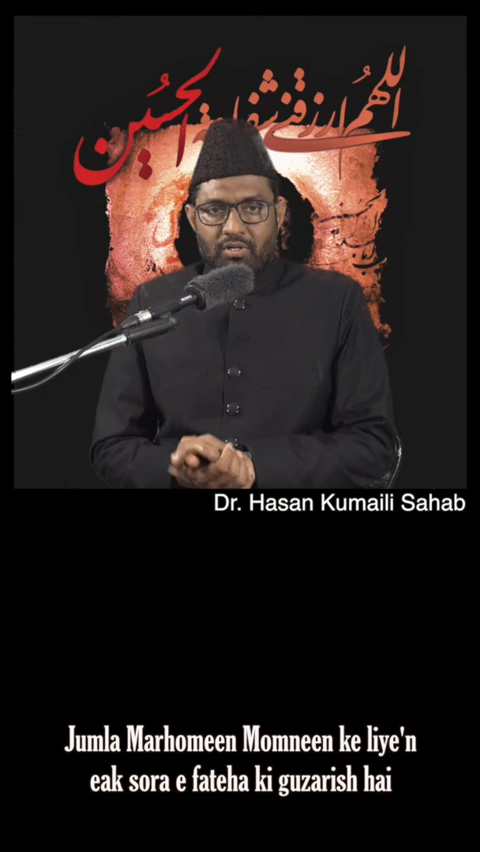 اللهم ارزقنی شفاعة الحسین
Dr. Hasan Kumaili Sahab
Jumla Marhomeen Momneen ke liye'n
eak sora e fateha ki guzarish hai